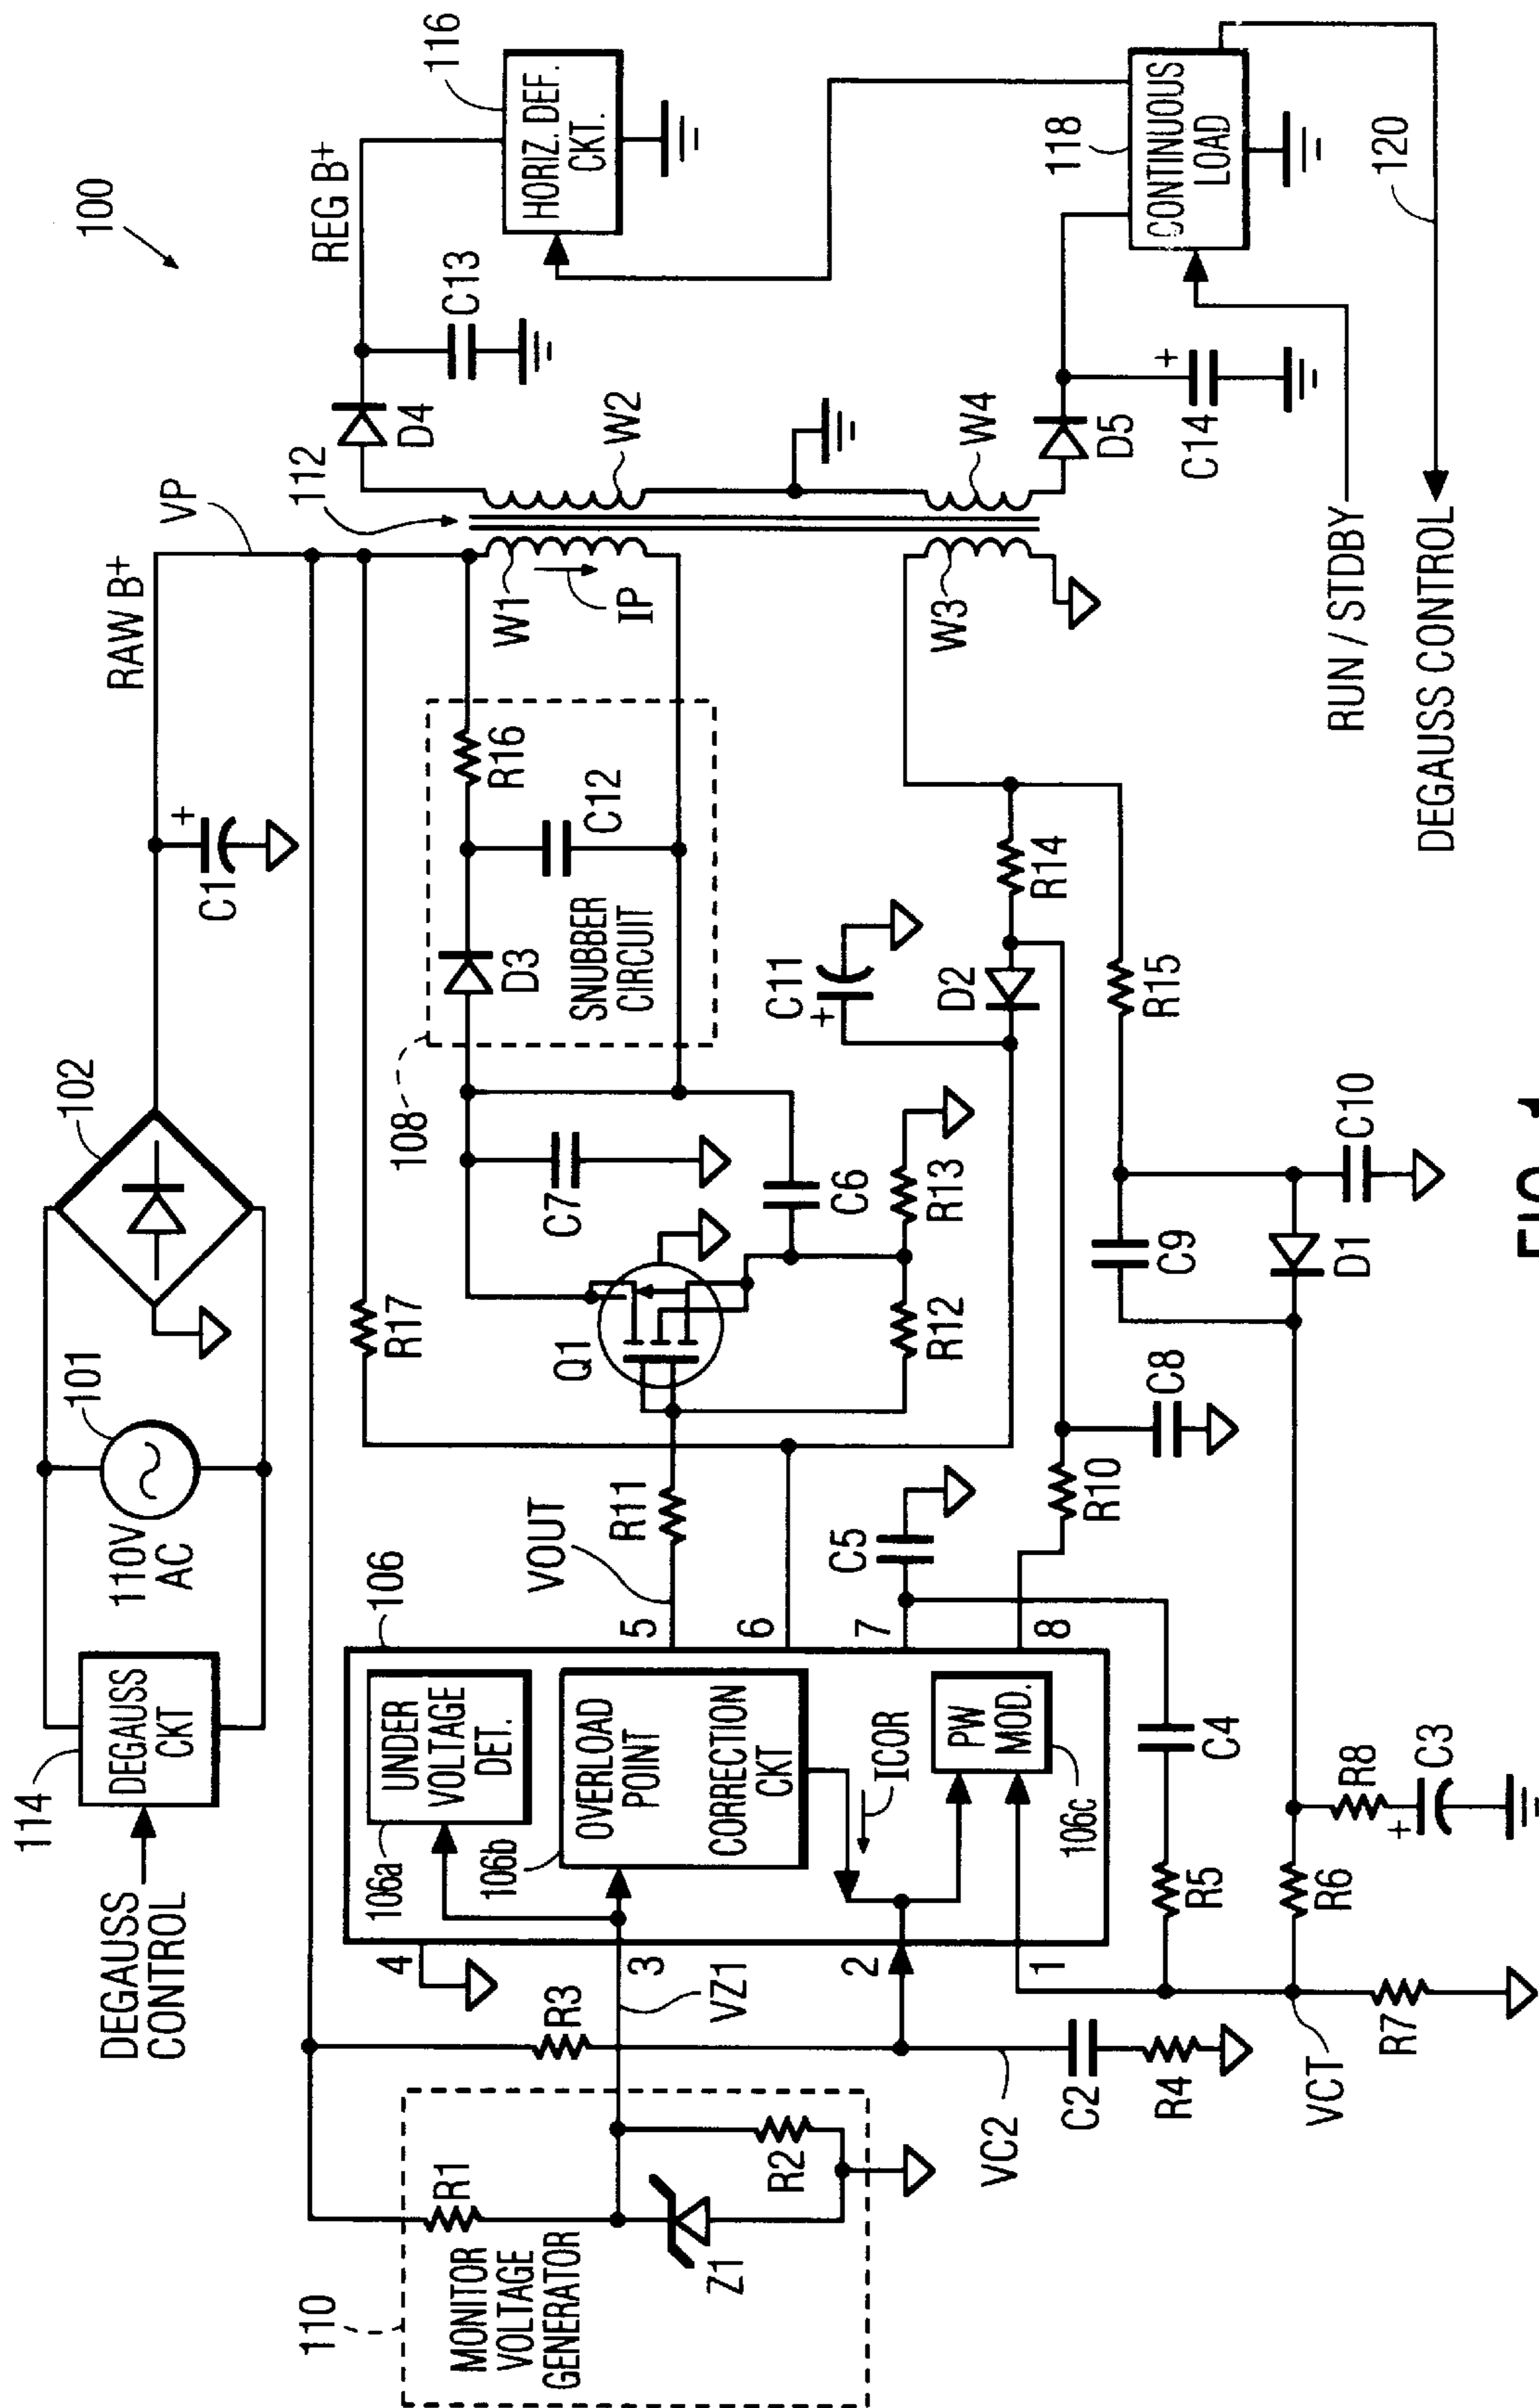 100
DEGAUSS
CONTROL
114
DEGAUSS
CKT
110V
AC
101
102
RAW B+
C1
+
VP
112
REG B+
D4
C13
116
HORIZ. DEF.
CKT.
110
MONITOR
VOLTAGE
GENERATOR
R1
Z1
R2
R3
VZ1
VC2
C2
R4
4
3
2
1
106
106a
UNDER
VOLTAGE
DET.
106b
OVERLOAD
POINT
CORRECTION
CKT
ICOR
PW
MOD.
106c
5
6
7
8
VOUT
R11
R17
Q1
C7
108
D3
SNUBBER
CIRCUIT
R16
C12
W1
IP
W2
C6
R12
R13
C5
C11
+
D2
R14
W3
W4
D5
C14
+
118
CONTINUOUS
LOAD
120
RUN / STDBY
DEGAUSS CONTROL
R10
C8
R15
C9
D1
C10
C4
R5
R6
R8
C3
+
R7
VCT